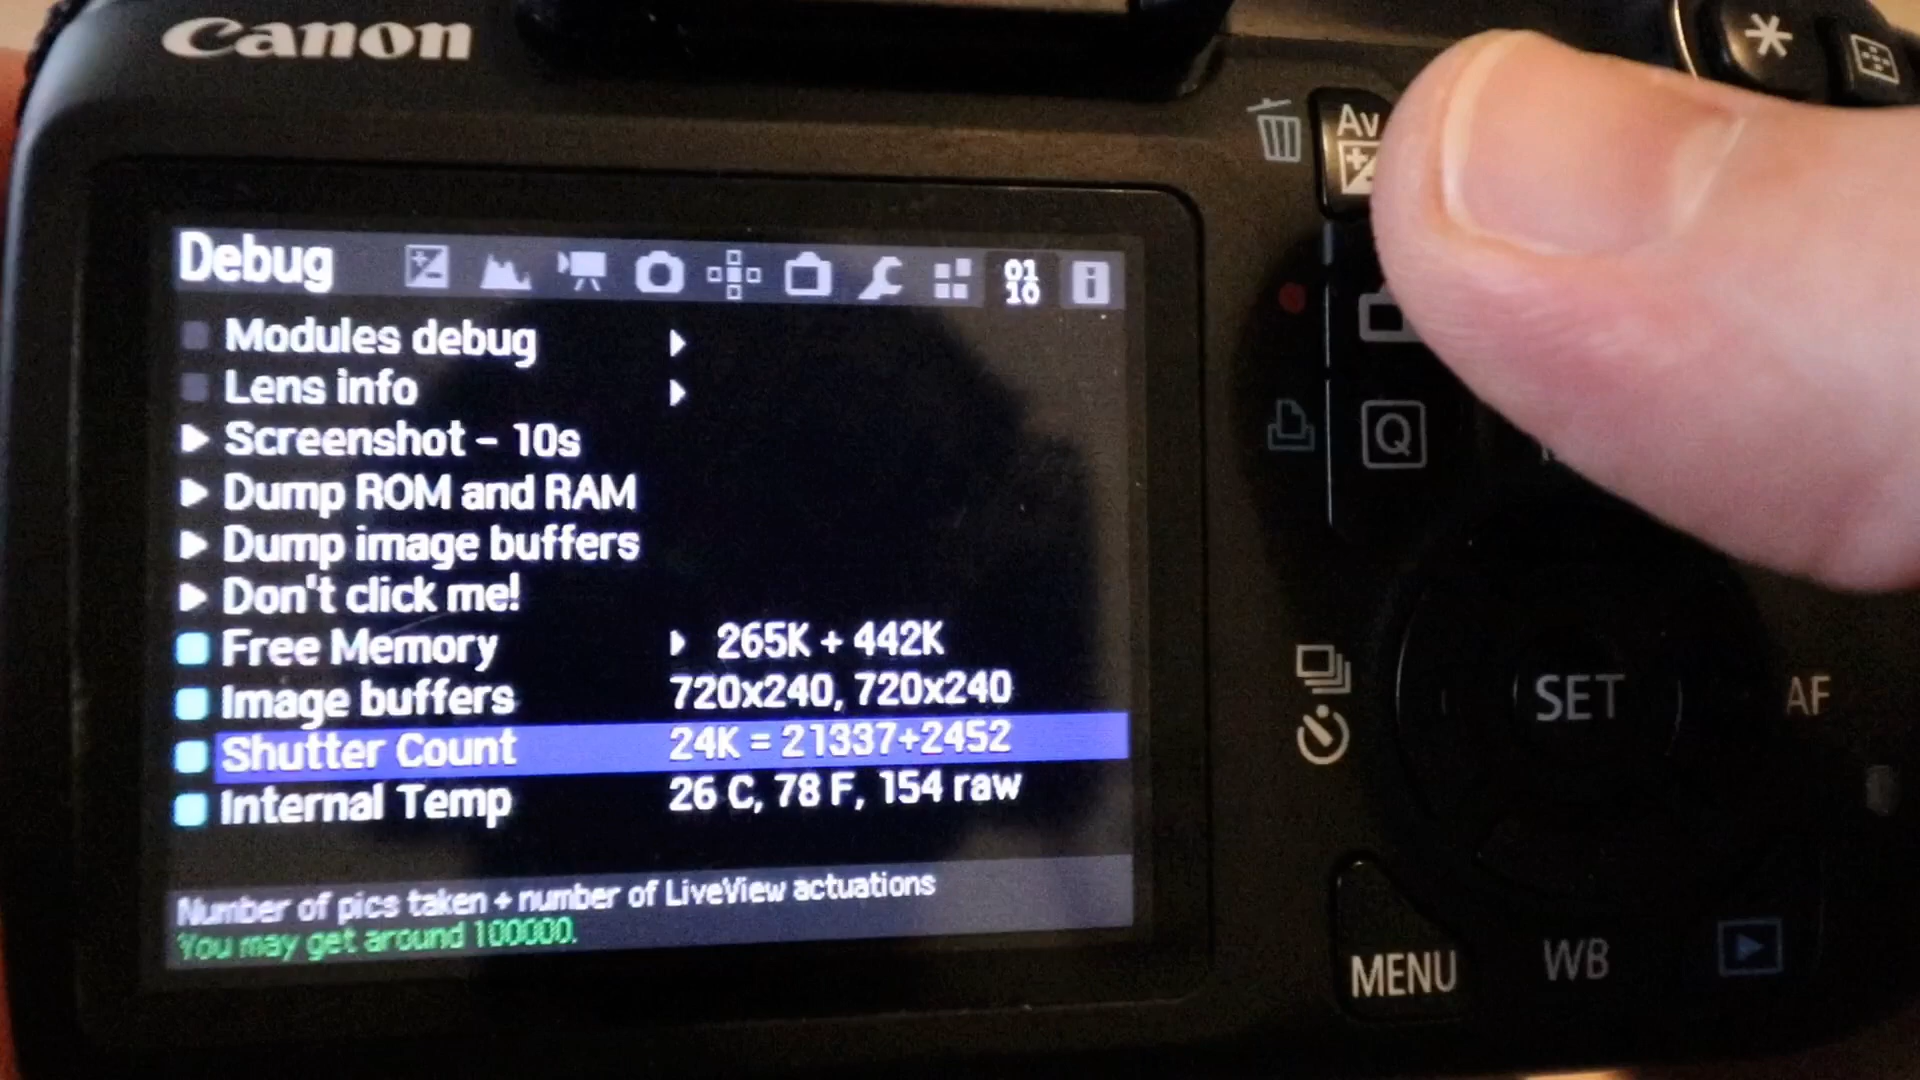 Canon
Av
Debug
01
10
Modules debug
Lens info
Screenshot - 10s
Dump ROM and RAM
Dump image buffers
Don't click me!
Free Memory 265K + 442K
Image buffers 720x240, 720x240
Shutter Count 24K = 21337+2452
Internal Temp 26 C, 78 F, 154 raw
Number of pics taken + number of LiveView actuations
You may get around 100000.
Q
SET
AF
MENU
WB